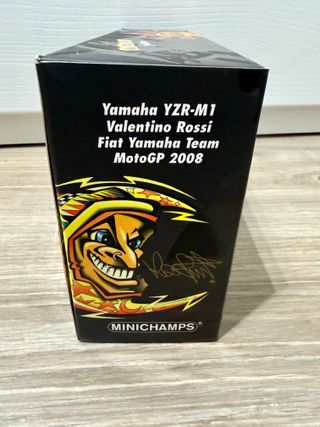 Yamaha YZR-M1
Valentino Rossi
Fiat Yamaha Team
MotoGP 2008
MINICHAMPS®